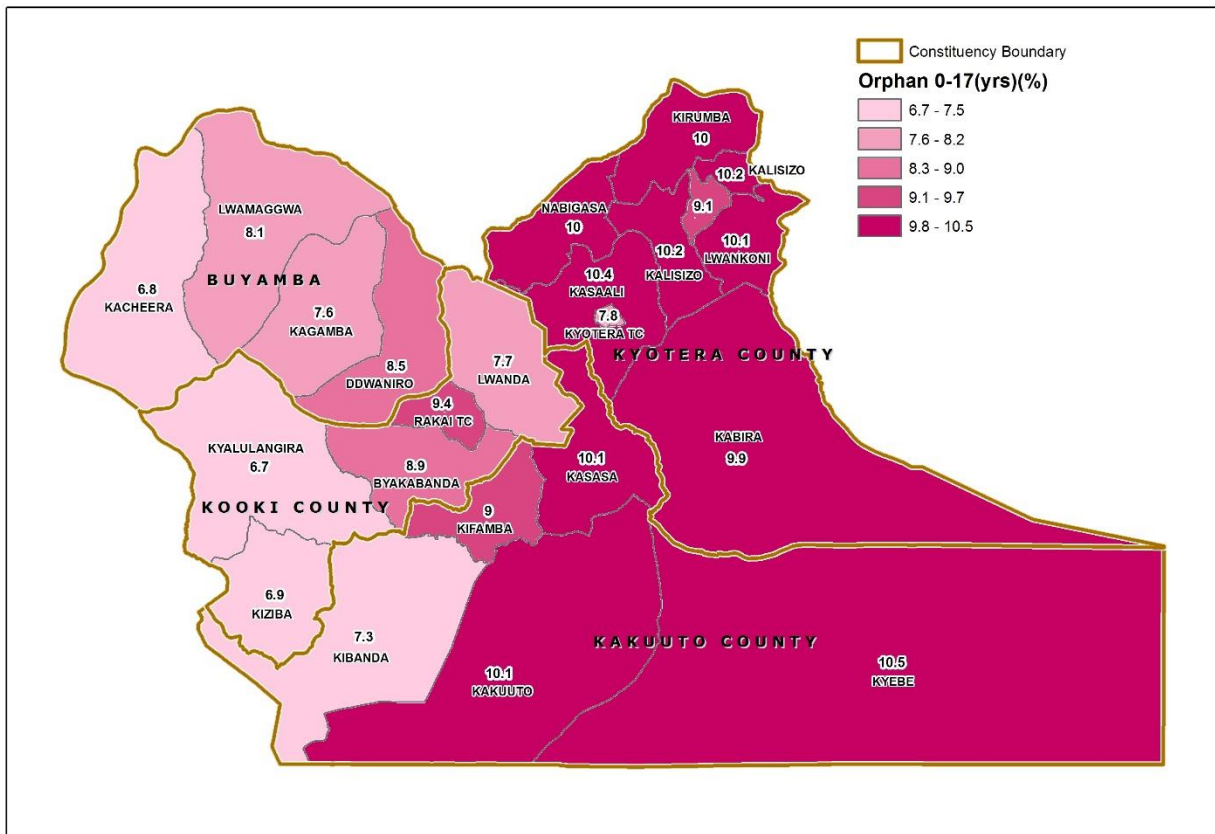 Constituency Boundary
Orphan 0-17(yrs)(%)
6.7 - 7.5
7.6 - 8.2
8.3 - 9.0
9.1 - 9.7
9.8 - 10.5
KIRUMBA
10
10.2
KALISIZO
9.1
NABIGASA
10
10.1
LWANKONI
10.2
KALISIZO
10.4
KASAALI
7.8
KYOTERA TC
KYOTERA COUNTY
KABIRA
9.9
LWAMAGGWA
8.1
BUYAMBA
6.8
KACHEERA
7.6
KAGAMBA
8.5
DDWANIRO
7.7
LWANDA
9.4
RAKAI TC
KYALULANGIRA
6.7
8.9
BYAKABANDA
KOOKI COUNTY
10.1
KASASA
9
KIFAMBA
6.9
KIZIBA
7.3
KIBANDA
KAKUUTO COUNTY
10.1
KAKUUTO
10.5
KYEBE